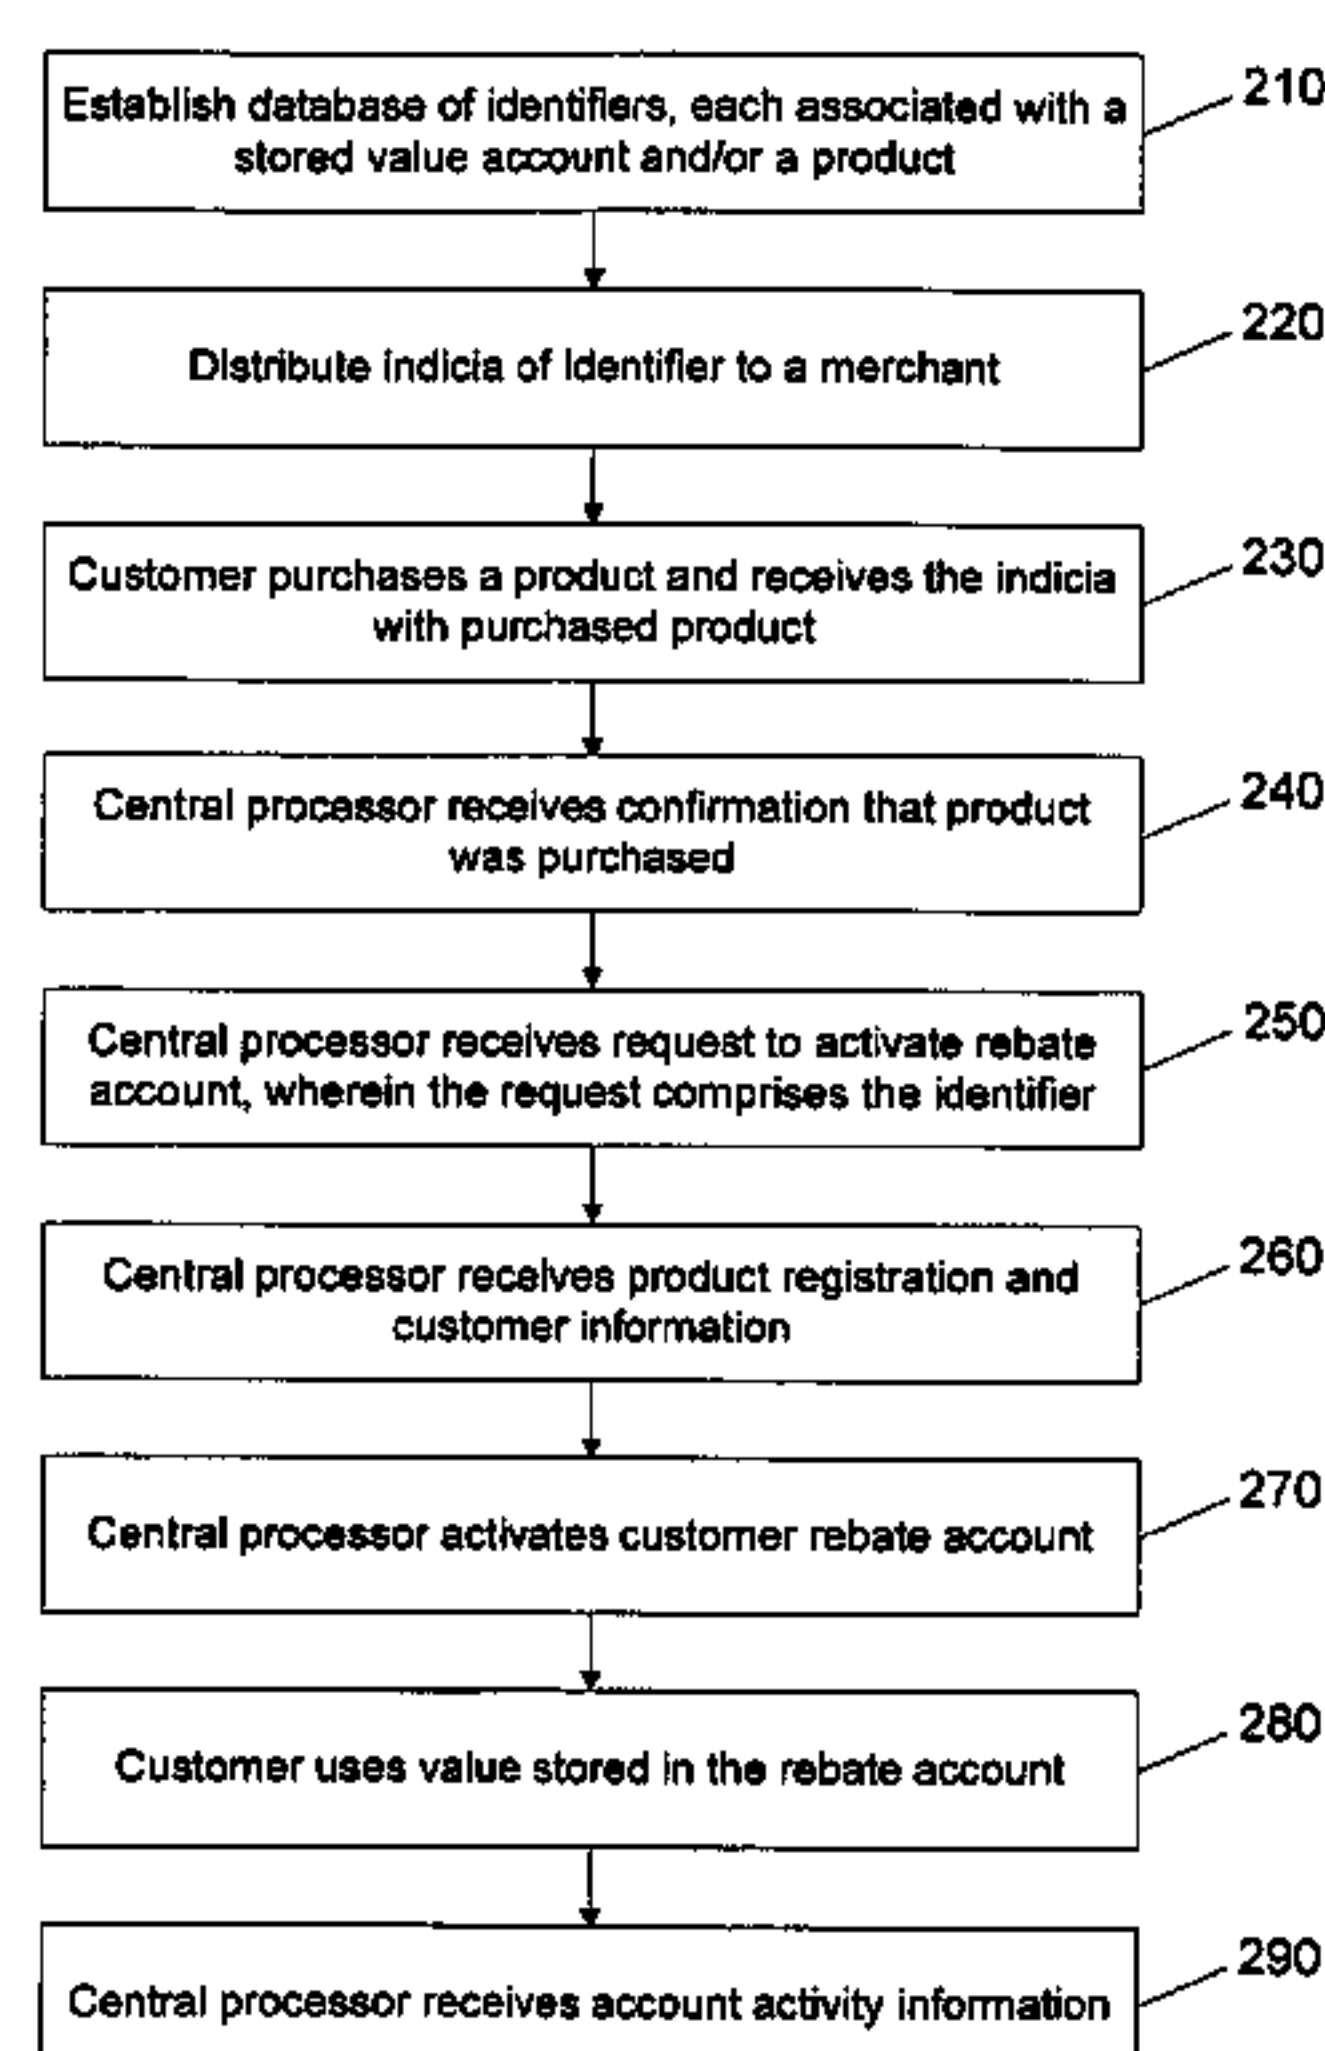 Establish database of identifiers, each associated with a
stored value account and/or a product
210
Distribute indicia of identifier to a merchant
220
Customer purchases a product and receives the indicia
with purchased product
230
Central processor receives confirmation that product
was purchased
240
Central processor receives request to activate rebate
account, wherein the request comprises the identifier
250
Central processor receives product registration and
customer information
260
Central processor activates customer rebate account
270
Customer uses value stored in the rebate account
280
Central processor receives account activity information
290